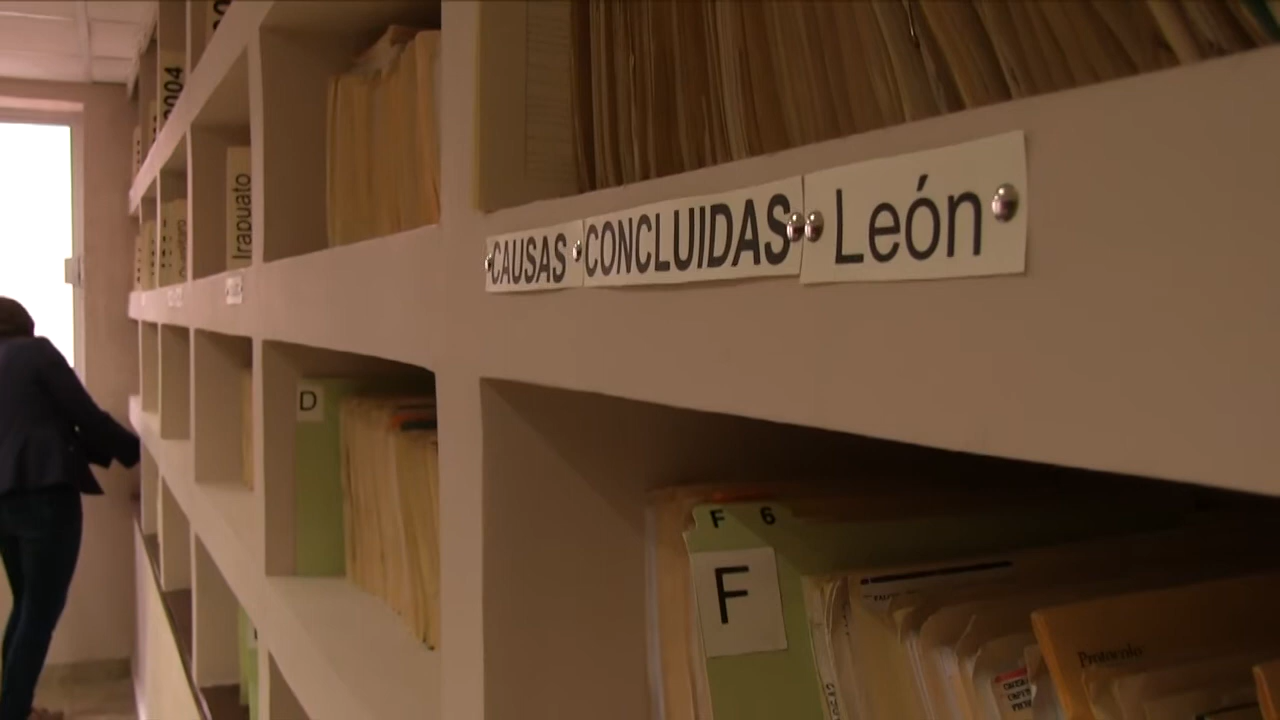 2004
Irapuato
CAUSAS CONCLUIDAS León
D
F 6
F
Protocolo